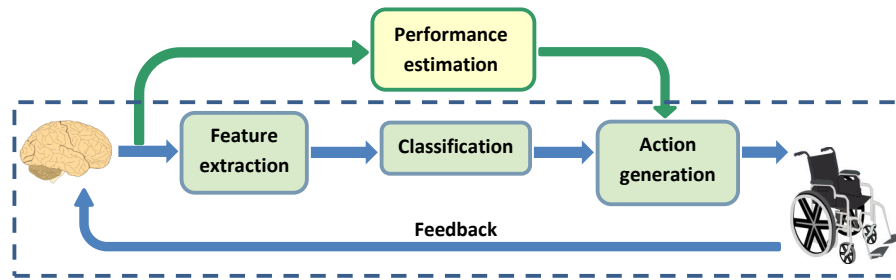 Performance
estimation
Feature
extraction
Classification
Action
generation
Feedback